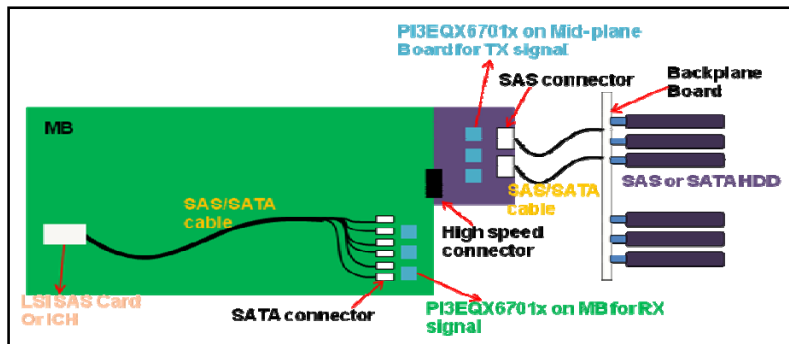 PI3EQX6701x on Mid-plane
Board for TX signal
SAS connector
Backplane
Board
MB
SAS/SATA
cable
SAS/SATA
cable
SAS or SATA HDD
High speed
connector
LSI SAS Card
Or ICH
SATA connector
PI3EQX6701x on MB for RX
signal